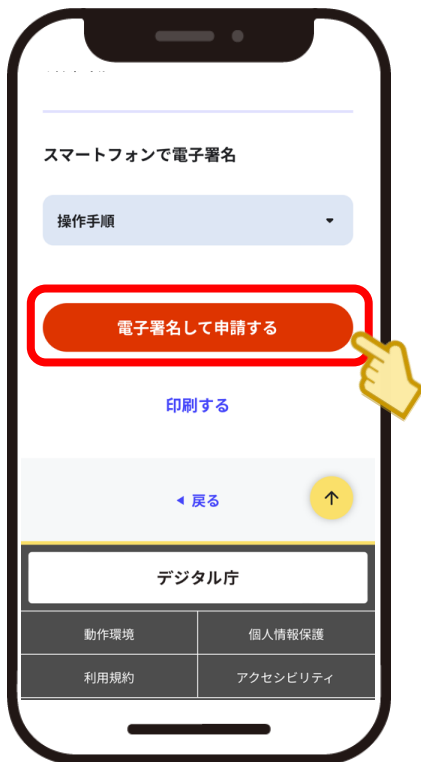 スマートフォンで電子署名
操作手順
電子署名して申請する
印刷する
戻る
デジタル庁
動作環境
個人情報保護
利用規約
アクセシビリティ